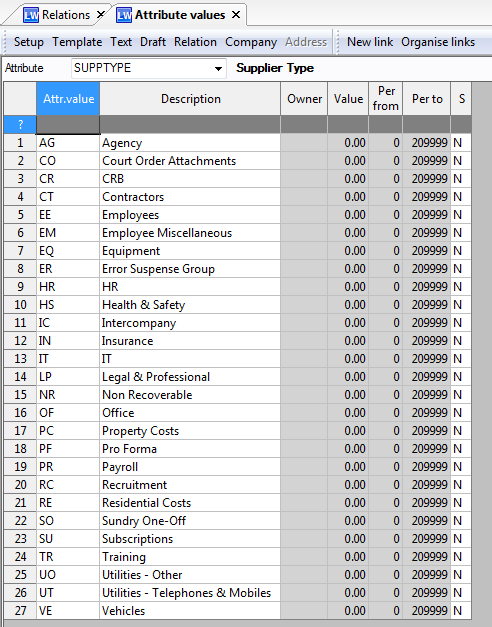 LW Relations × LW Attribute values ×
Setup Template Text Draft Relation Company Address New link Organise links
Attribute SUPPTYPE Supplier Type
Attr.value Description Owner Value Per from Per to S
?
1 AG Agency 0.00 0 209999 N
2 CO Court Order Attachments 0.00 0 209999 N
3 CR CRB 0.00 0 209999 N
4 CT Contractors 0.00 0 209999 N
5 EE Employees 0.00 0 209999 N
6 EM Employee Miscellaneous 0.00 0 209999 N
7 EQ Equipment 0.00 0 209999 N
8 ER Error Suspense Group 0.00 0 209999 N
9 HR HR 0.00 0 209999 N
10 HS Health & Safety 0.00 0 209999 N
11 IC Intercompany 0.00 0 209999 N
12 IN Insurance 0.00 0 209999 N
13 IT IT 0.00 0 209999 N
14 LP Legal & Professional 0.00 0 209999 N
15 NR Non Recoverable 0.00 0 209999 N
16 OF Office 0.00 0 209999 N
17 PC Property Costs 0.00 0 209999 N
18 PF Pro Forma 0.00 0 209999 N
19 PR Payroll 0.00 0 209999 N
20 RC Recruitment 0.00 0 209999 N
21 RE Residential Costs 0.00 0 209999 N
22 SO Sundry One-Off 0.00 0 209999 N
23 SU Subscriptions 0.00 0 209999 N
24 TR Training 0.00 0 209999 N
25 UO Utilities - Other 0.00 0 209999 N
26 UT Utilities - Telephones & Mobiles 0.00 0 209999 N
27 VE Vehicles 0.00 0 209999 N